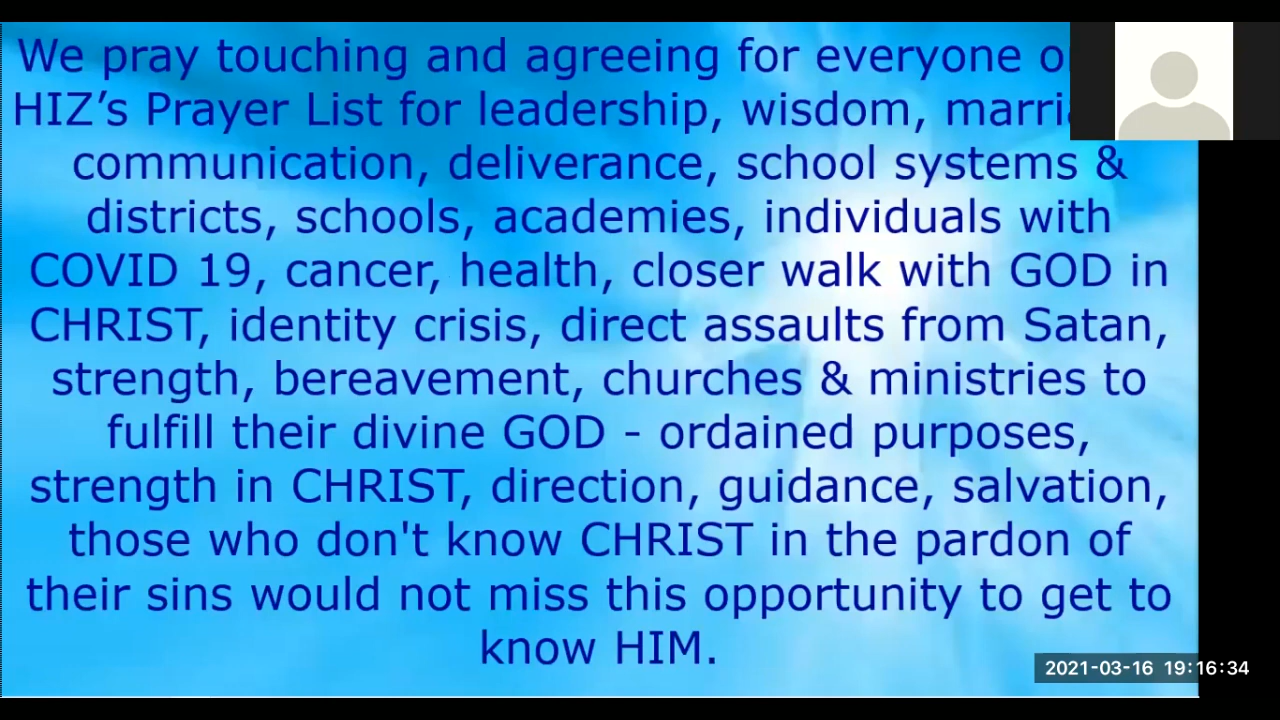 We pray touching and agreeing for everyone
HIZ’s Prayer List for leadership, wisdom,
communication, deliverance, school systems &
districts, schools, academies, individuals with
COVID 19, cancer, health, closer walk with GOD in
CHRIST, identity crisis, direct assaults from Satan,
strength, bereavement, churches & ministries to
fulfill their divine GOD - ordained purposes,
strength in CHRIST, direction, guidance, salvation,
those who don't know CHRIST in the pardon of
their sins would not miss this opportunity to get to
know HIM.
2021-03-16 19:16:34